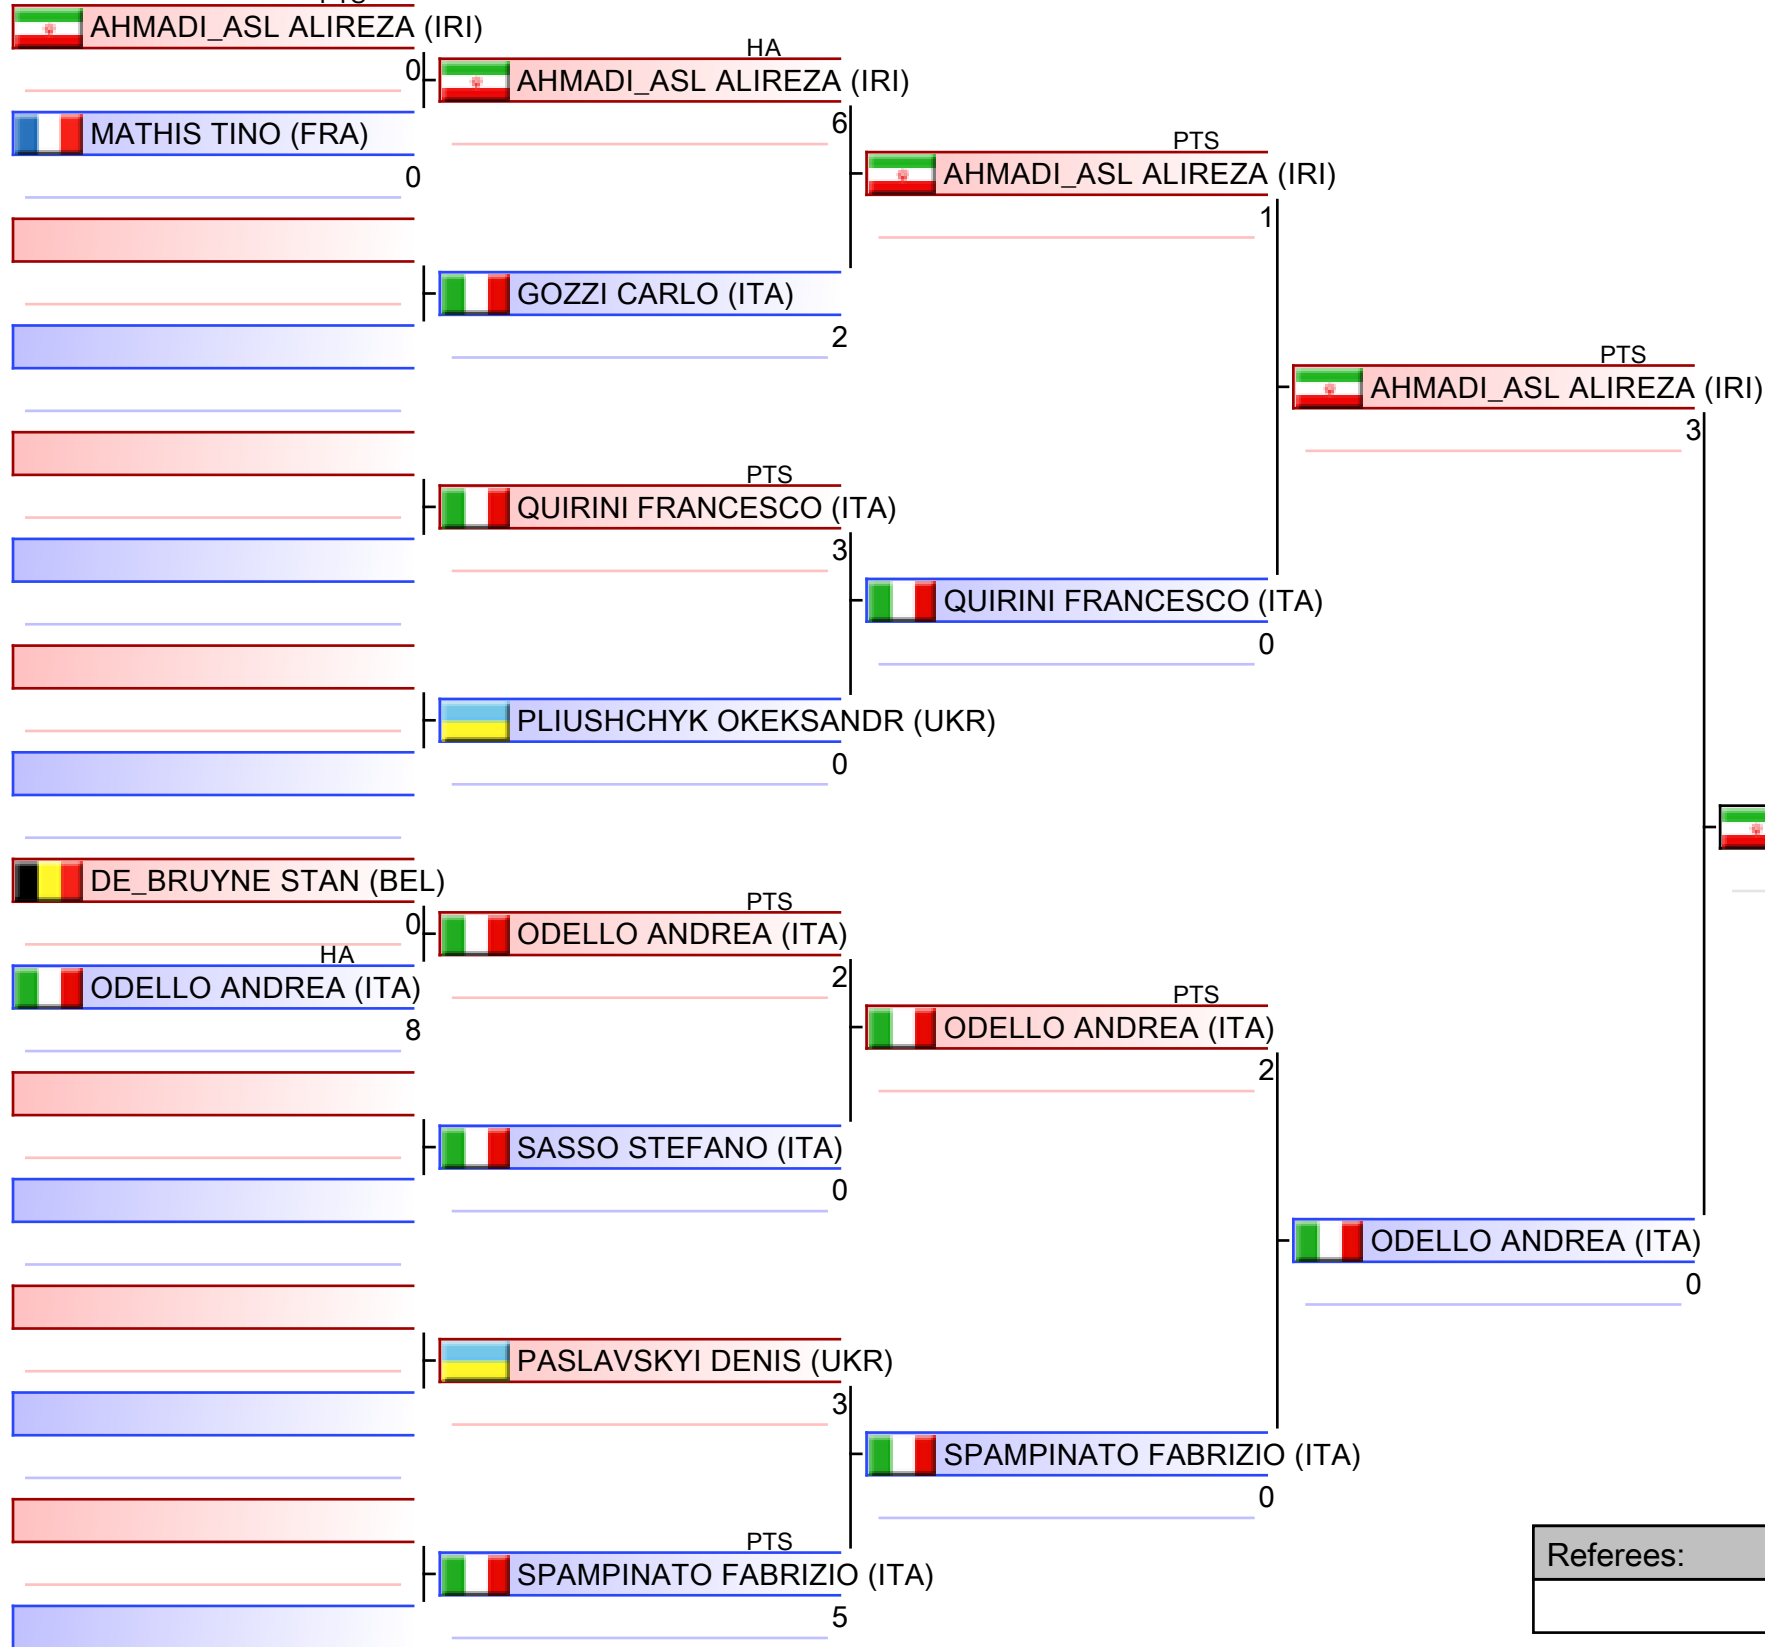 PTS
AHMADI_ASL ALIREZA (IRI)
0
MATHIS TINO (FRA)
0
DE_BRUYNE STAN (BEL)
0
HA
ODELLO ANDREA (ITA)
8
HA
AHMADI_ASL ALIREZA (IRI)
6
GOZZI CARLO (ITA)
2
PTS
QUIRINI FRANCESCO (ITA)
3
PLIUSHCHYK OKEKSANDR (UKR)
0
PTS
ODELLO ANDREA (ITA)
2
SASSO STEFANO (ITA)
0
PASLAVSKYI DENIS (UKR)
3
PTS
SPAMPINATO FABRIZIO (ITA)
5
PTS
AHMADI_ASL ALIREZA (IRI)
1
QUIRINI FRANCESCO (ITA)
0
PTS
ODELLO ANDREA (ITA)
2
SPAMPINATO FABRIZIO (ITA)
0
PTS
AHMADI_ASL ALIREZA (IRI)
3
ODELLO ANDREA (ITA)
0
Referees: